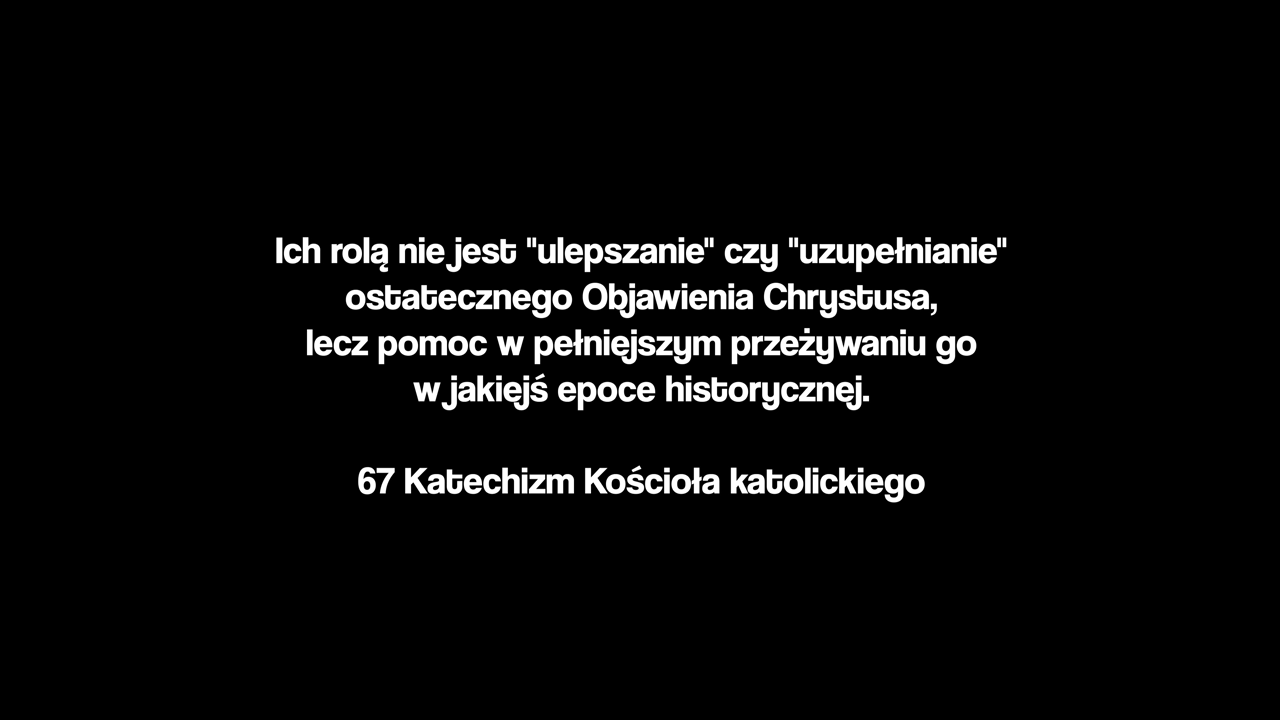 Ich rolą nie jest "ulepszanie" czy "uzupełnianie"
ostatecznego Objawienia Chrystusa,
lecz pomoc w pełniejszym przeżywaniu go
w jakiejś epoce historycznej.
67 Katechizm Kościoła katolickiego